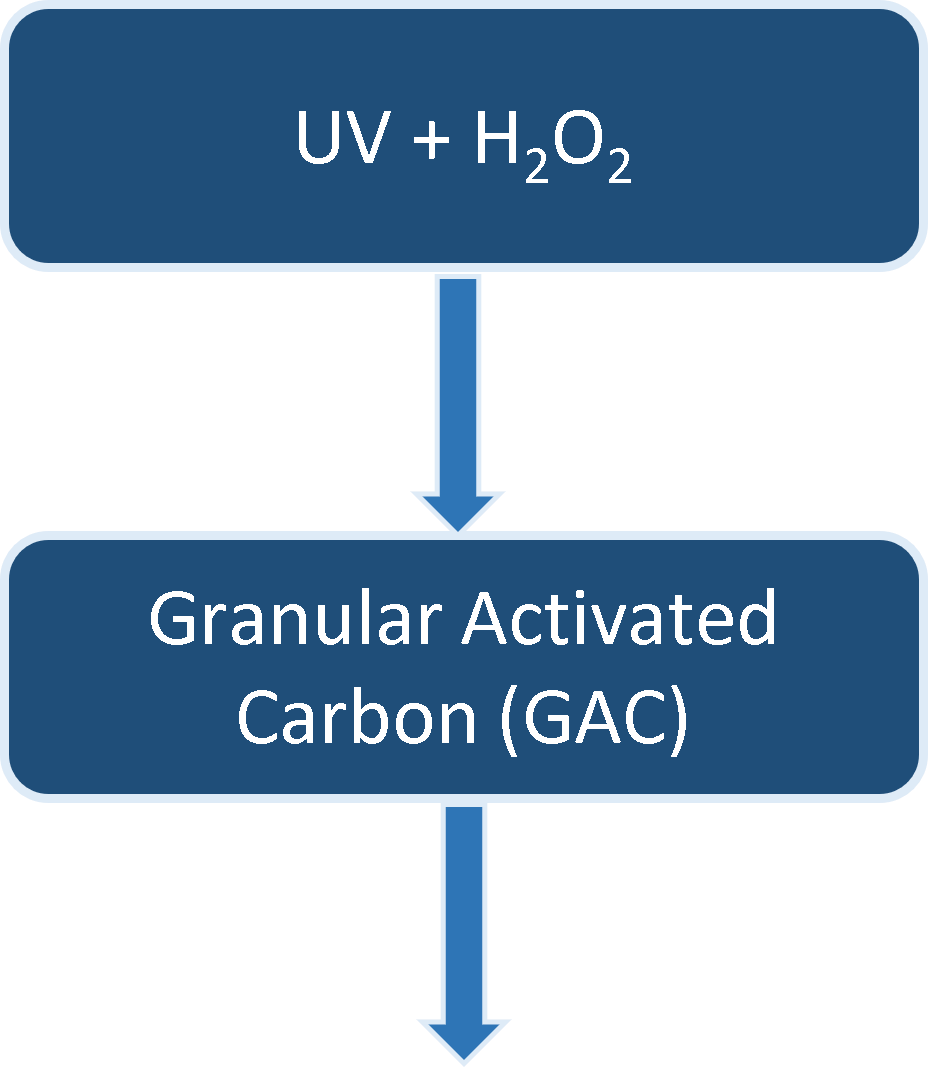 UV + H₂O₂
Granular Activated
Carbon (GAC)